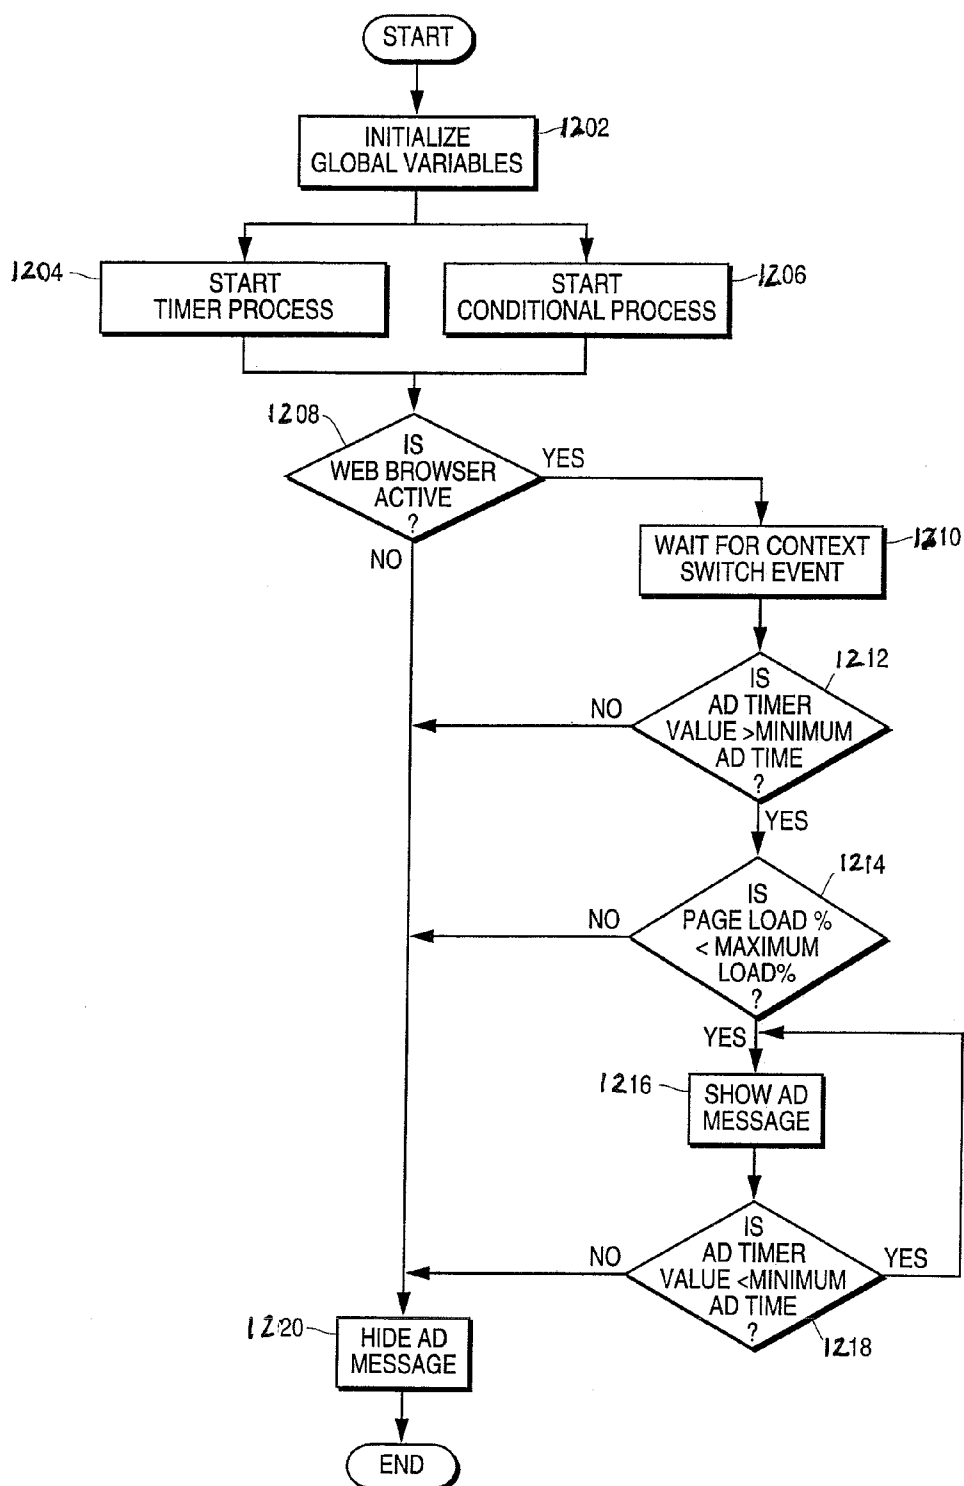 START
INITIALIZE
GLOBAL VARIABLES
1202
1204
START
TIMER PROCESS
START
CONDITIONAL PROCESS
1206
1208
IS
WEB BROWSER
ACTIVE
?
YES
NO
WAIT FOR CONTEXT
SWITCH EVENT
1210
1212
IS
AD TIMER
VALUE >MINIMUM
AD TIME
?
NO
YES
1214
IS
PAGE LOAD %
< MAXIMUM
LOAD%
?
NO
YES
1216
SHOW AD
MESSAGE
IS
AD TIMER
VALUE <MINIMUM
AD TIME
?
NO
YES
1218
1220
HIDE AD
MESSAGE
END